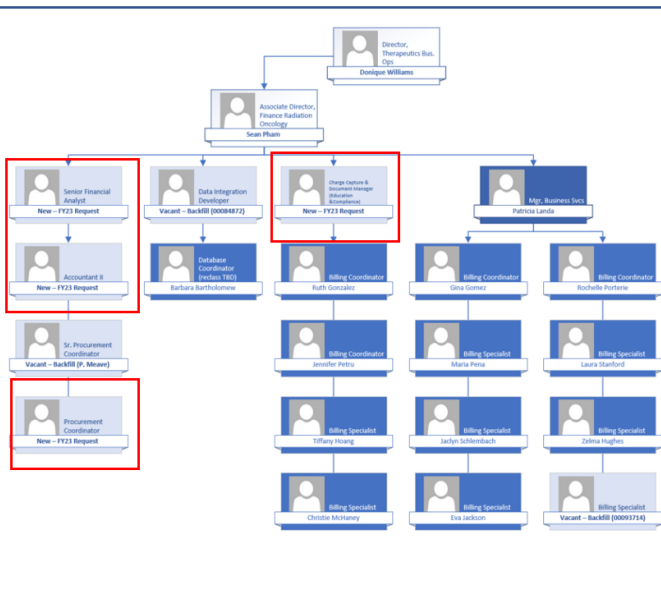 Director,
Therapeutics Bus.
Ops
Donique Williams
Associate Director,
Finance Radiation
Oncology
Sean Pham
Senior Financial
Analyst
New – FY23 Request
Data Integration
Developer
Vacant – Backfill (00084872)
Charge Capture &
Document Manager
(Education
&Compliance)
New – FY23 Request
Mgr, Business Svcs
Patricia Landa
Accountant II
New – FY23 Request
Database
Coordinator
(reclass TBD)
Barbara Bartholomew
Billing Coordinator
Ruth Gonzalez
Billing Coordinator
Gina Gomez
Billing Coordinator
Rochelle Porterie
Sr. Procurement
Coordinator
Vacant – Backfill (P. Meave)
Billing Coordinator
Jennifer Petru
Billing Specialist
Maria Pena
Billing Specialist
Laura Stanford
Procurement
Coordinator
New – FY23 Request
Billing Specialist
Tiffany Hoang
Billing Specialist
Jaclyn Schlembach
Billing Specialist
Zelma Hughes
Billing Specialist
Christie McHaney
Billing Specialist
Eva Jackson
Billing Specialist
Vacant – Backfill (00093714)